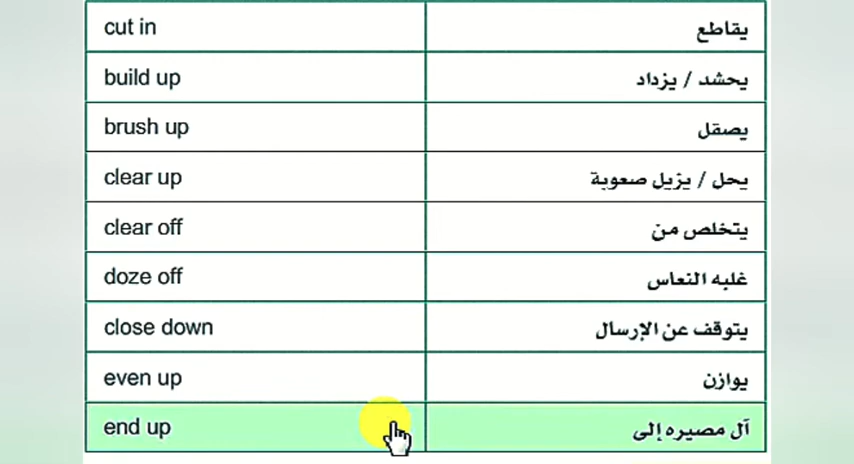 cut in يقاطع
build up يحشد / يزداد
brush up يصقل
clear up يحل / يزيل صعوبة
clear off يتخلص من
doze off غلبه النعاس
close down يتوقف عن الإرسال
even up يوازن
end up آل مصيره إلى